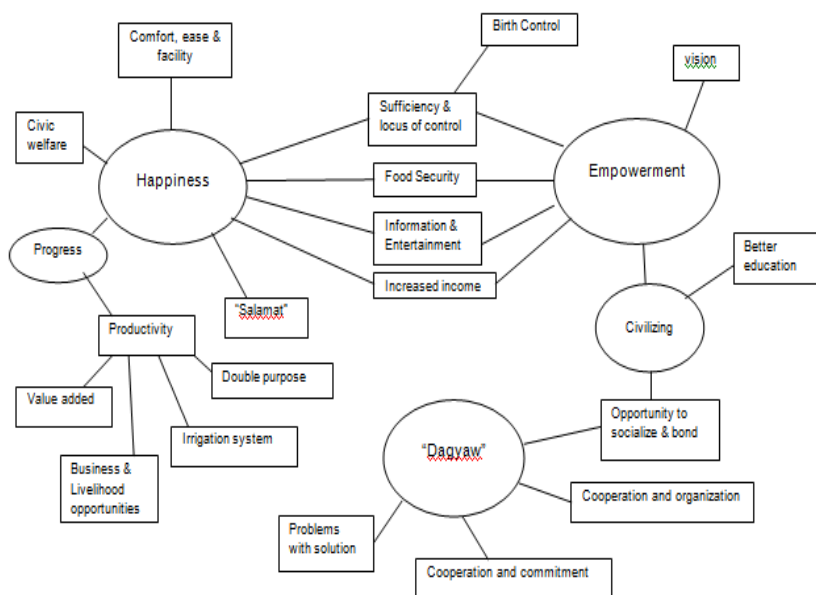 Birth Control
Comfort, ease &
facility
vision
Sufficiency &
locus of control
Civic
welfare
Happiness
Food Security
Empowerment
Information &
Entertainment
Progress
Better
education
Increased income
"Salamat"
Productivity
Civilizing
Double purpose
Value added
Opportunity to
socialize & bond
Irrigation system
"Dagyaw"
Business &
Livelihood
opportunities
Cooperation and organization
Problems
with solution
Cooperation and commitment